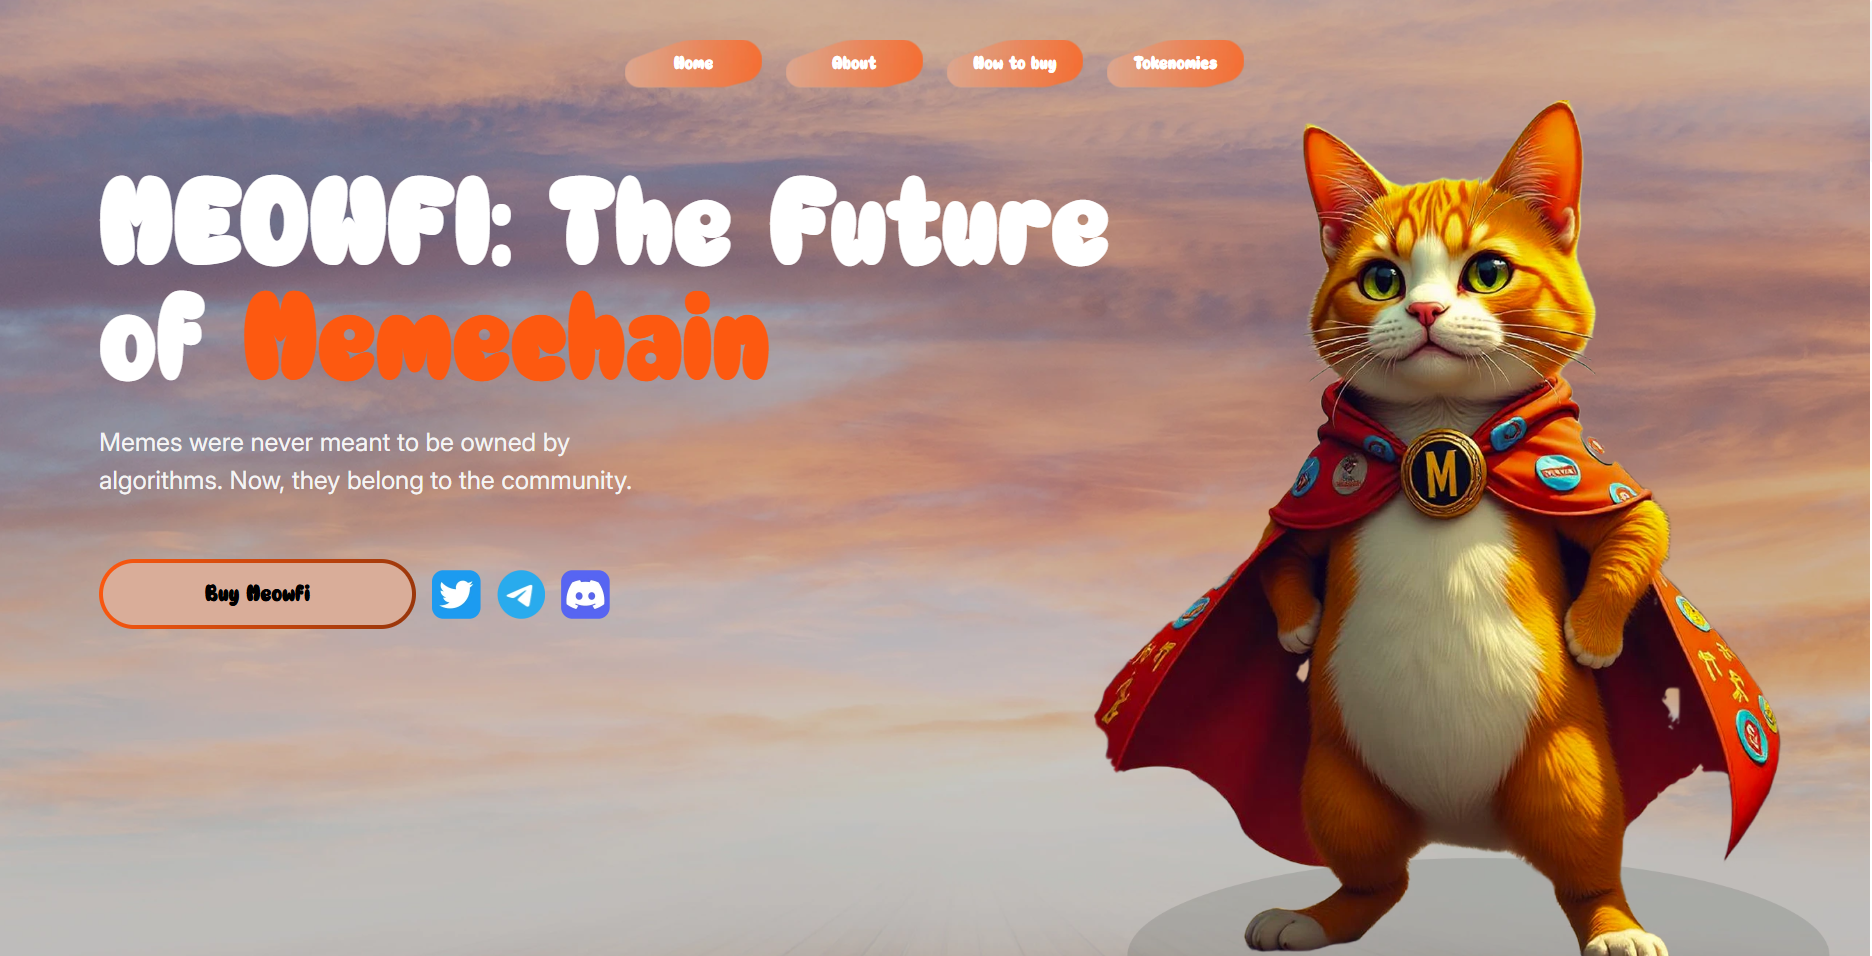 Home
About
How to buy
Tokenomics
MEOWFI: The Future
of Memechain
Memes were never meant to be owned by
algorithms. Now, they belong to the community.
Buy MeowFi
M